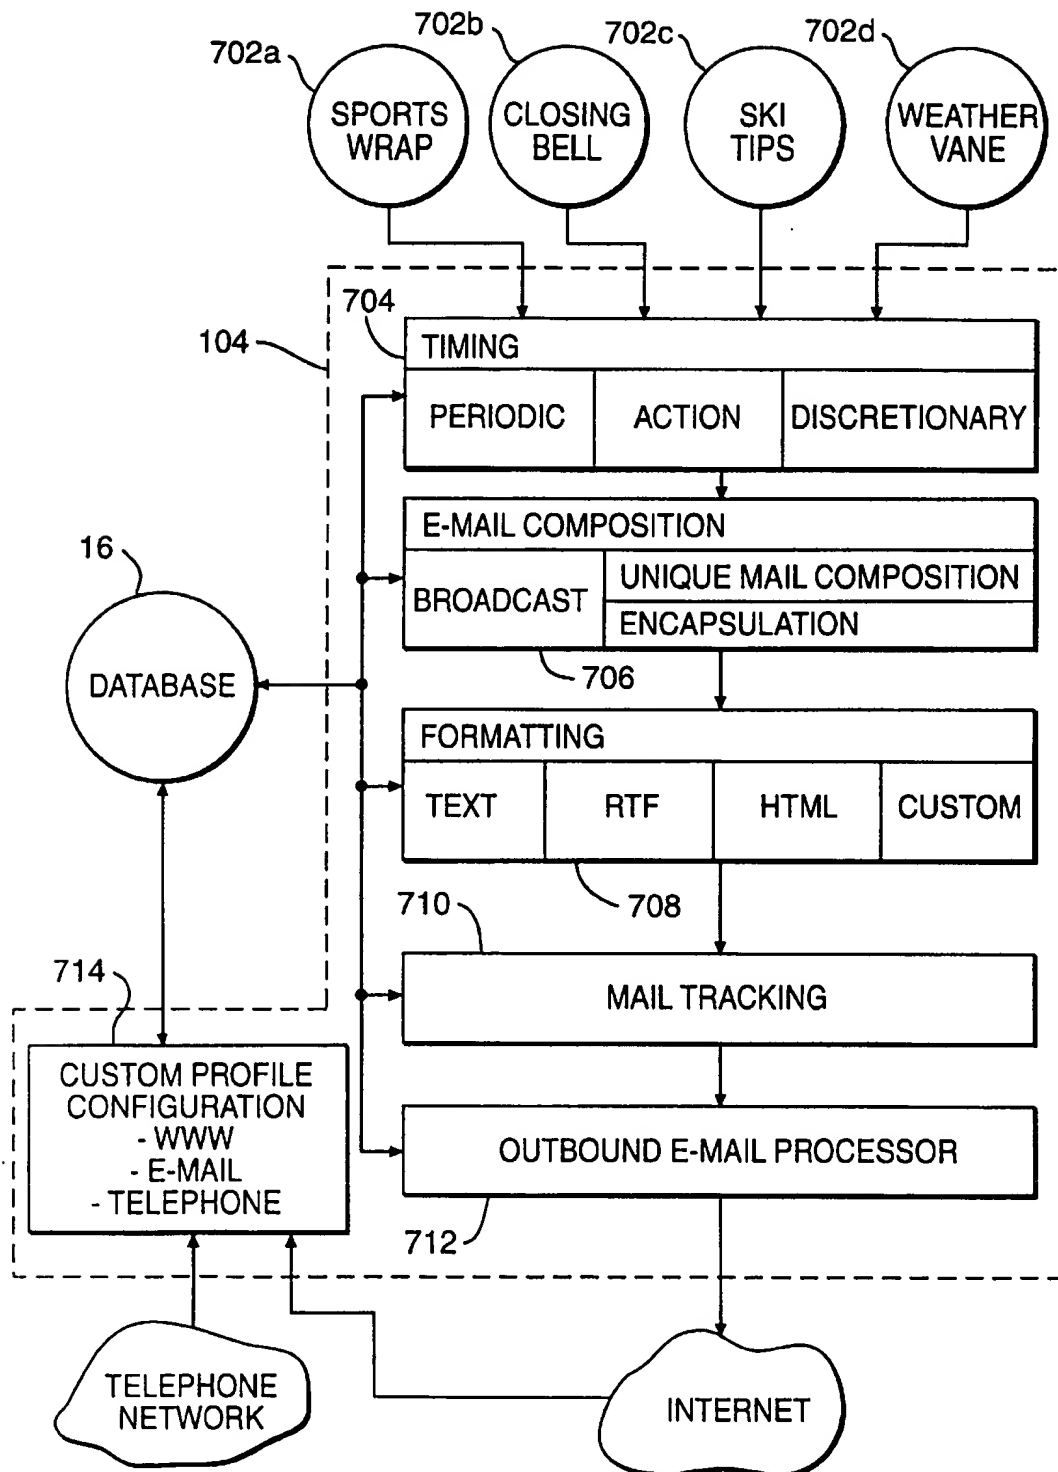 702a
702b
702c
702d
SPORTS
WRAP
CLOSING
BELL
SKI
TIPS
WEATHER
VANE
704
104
TIMING
PERIODIC
ACTION
DISCRETIONARY
E-MAIL COMPOSITION
BROADCAST
UNIQUE MAIL COMPOSITION
ENCAPSULATION
706
16
DATABASE
FORMATTING
TEXT
RTF
HTML
CUSTOM
708
710
MAIL TRACKING
714
CUSTOM PROFILE
CONFIGURATION
- WWW
- E-MAIL
- TELEPHONE
OUTBOUND E-MAIL PROCESSOR
712
TELEPHONE
NETWORK
INTERNET